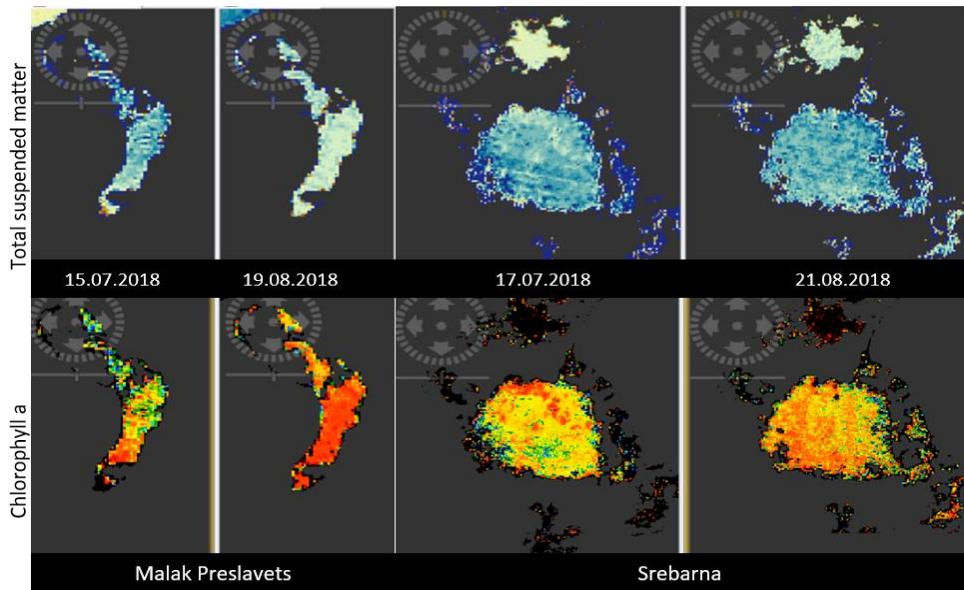 Total suspended matter
15.07.2018 19.08.2018 17.07.2018 21.08.2018
Chlorophyll a
Malak Preslavets Srebarna